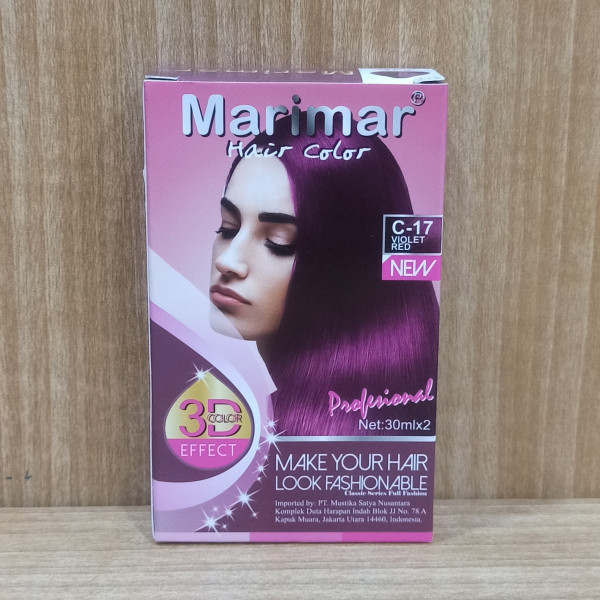 Marimar®
Hair Color
C-17
VIOLET
RED
NEW
Profesional
Net:30mlx2
3D
COLOR
EFFECT
MAKE YOUR HAIR
LOOK FASHIONABLE
Classic Series Full Fashion
Imported by: PT. Mustika Satya Nusantara
Komplek Duta Harapan Indah Blok JJ No. 78 A
Kapuk Muara, Jakarta Utara 14460, Indonesia.